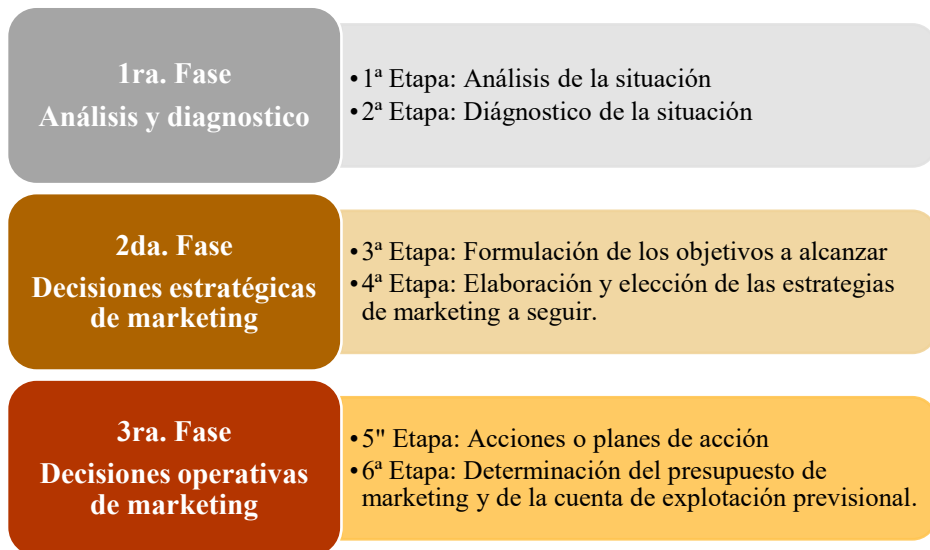 1ra. Fase
Análisis y diagnostico
•1ª Etapa: Análisis de la situación
•2ª Etapa: Diágnostico de la situación
2da. Fase
Decisiones estratégicas
de marketing
•3ª Etapa: Formulación de los objetivos a alcanzar
•4ª Etapa: Elaboración y elección de las estrategias
de marketing a seguir.
3ra. Fase
Decisiones operativas
de marketing
•5" Etapa: Acciones o planes de acción
•6ª Etapa: Determinación del presupuesto de
marketing y de la cuenta de explotación previsional.